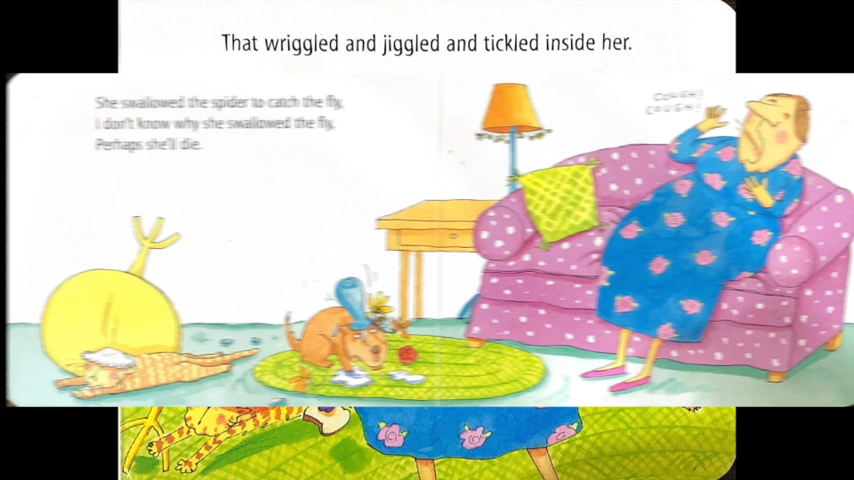 That wriggled and jiggled and tickled inside her.
She swallowed the spider to catch the fly,
I don't know why she swallowed the fly,
Perhaps she'll die.
COUGH!
COUGH!